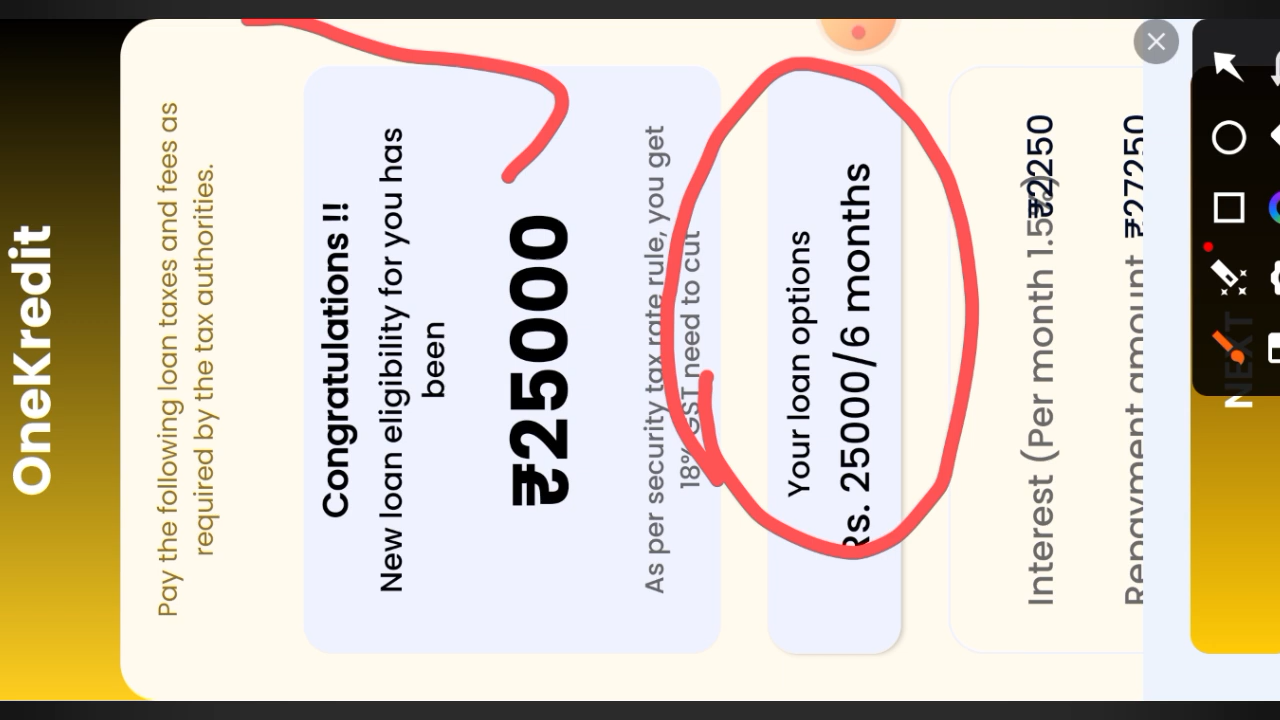 OneKredit
Pay the following loan taxes and fees as
required by the tax authorities.
Congratulations !!
New loan eligibility for you has
been
₮25000
As per security tax rate rule, you get
18% GST need to cut
Your loan options
Rs. 25000/6 months
Interest (Per month 1.5%) ₮2250
Repayment amount ₮27250
NEXT